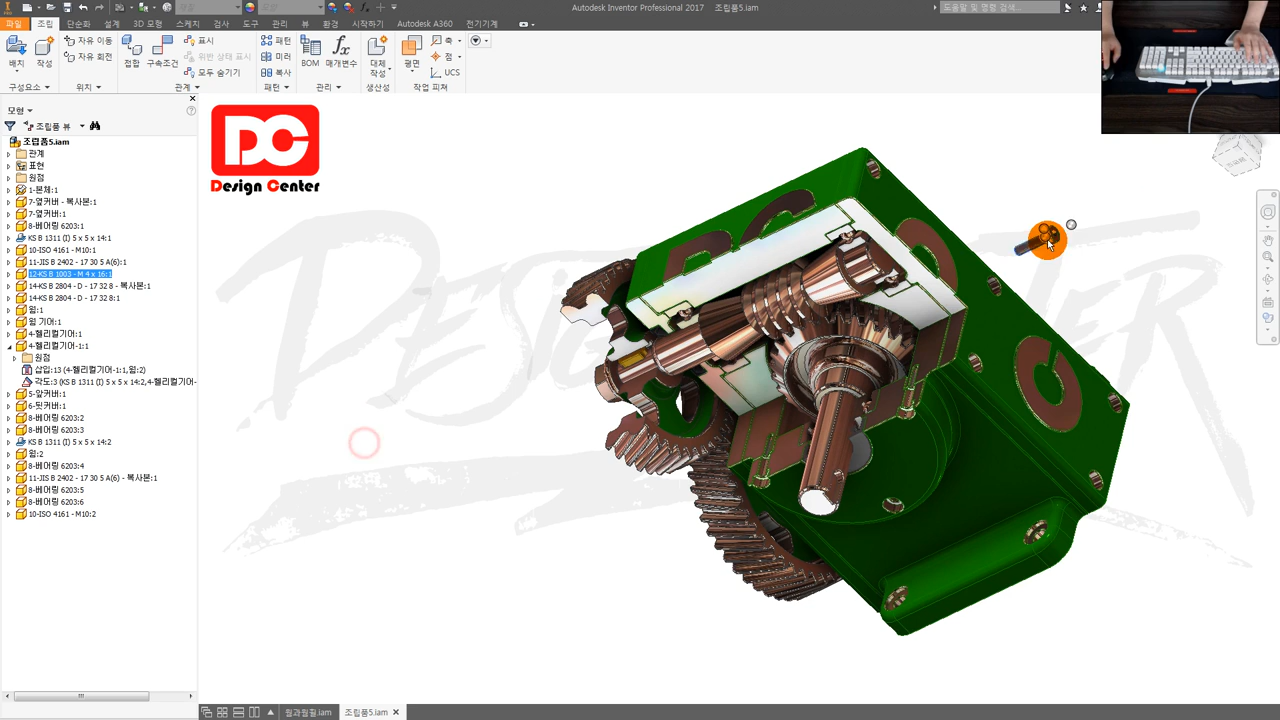 Autodesk Inventor Professional 2017 조립품5.iam
도움말 및 명령 검색...
파일 조립 단순화 설계 3D 모형 스케치 검사 도구 관리 뷰 환경 시작하기 Autodesk A360 전기기계
배치 작성 자유 이동 자유 회전 접합 구속조건 표시 위반 상태 표시 모두 숨기기 패턴 미러 복사 BOM 매개변수 대체 작성 평면 축 점 UCS
구성요소 위치 관계 패턴 관리 생산성 작업 피쳐
모형
조립품 뷰
조립품5.iam
관계
표현
원점
1-본체:1
7-옆커버 - 복사본:1
7-옆커버:1
8-베어링 6203:1
KS B 1311 (I) 5 x 5 x 14:1
10-ISO 4161 - M10:1
11-JIS B 2402 - 17 30 5 A(6):1
12-KS B 1003 - M 4 x 16:1
14-KS B 2804 - D - 17 32 8 - 복사본:1
14-KS B 2804 - D - 17 32 8:1
웜:1
웜 기어:1
4-헬리컬기어:1
4-헬리컬기어-1:1
원점
삽입:13 (4-헬리컬기어-1:1,웜:2)
각도:3 (KS B 1311 (I) 5 x 5 x 14:2,4-헬리컬기어-
5-앞커버:1
6-뒷커버:1
8-베어링 6203:2
8-베어링 6203:3
KS B 1311 (I) 5 x 5 x 14:2
웜:2
8-베어링 6203:4
11-JIS B 2402 - 17 30 5 A(6) - 복사본:1
8-베어링 6203:5
8-베어링 6203:6
10-ISO 4161 - M10:2
DC
Design Center
DESIGN CENTER
웜과웜휠.iam 조립품5.iam